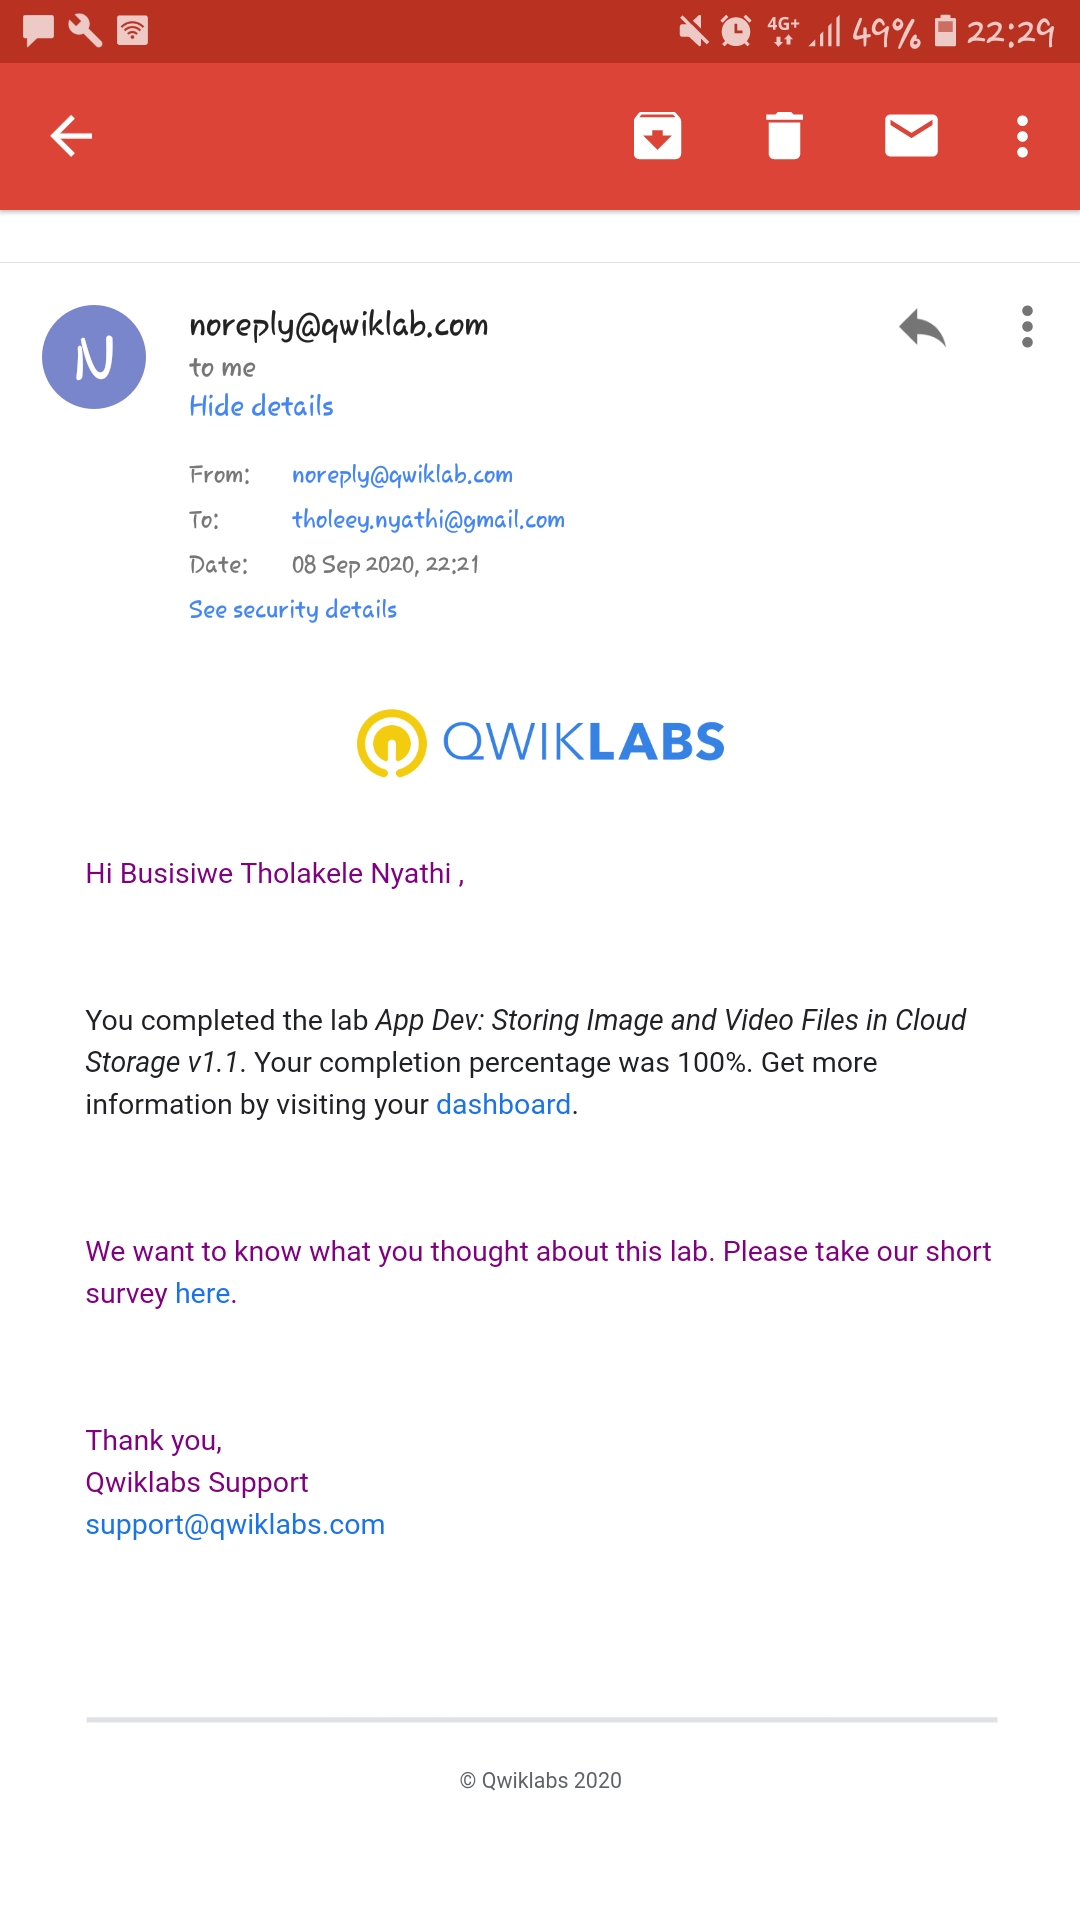 4G+ 49% 22:29
N
noreply@qwiklab.com
to me
Hide details
From: noreply@qwiklab.com
To: tholeey.nyathi@gmail.com
Date: 08 Sep 2020, 22:21
See security details
QWIKLABS
Hi Busisiwe Tholakele Nyathi ,
You completed the lab App Dev: Storing Image and Video Files in Cloud
Storage v1.1. Your completion percentage was 100%. Get more
information by visiting your dashboard.
We want to know what you thought about this lab. Please take our short
survey here.
Thank you,
Qwiklabs Support
support@qwiklabs.com
© Qwiklabs 2020